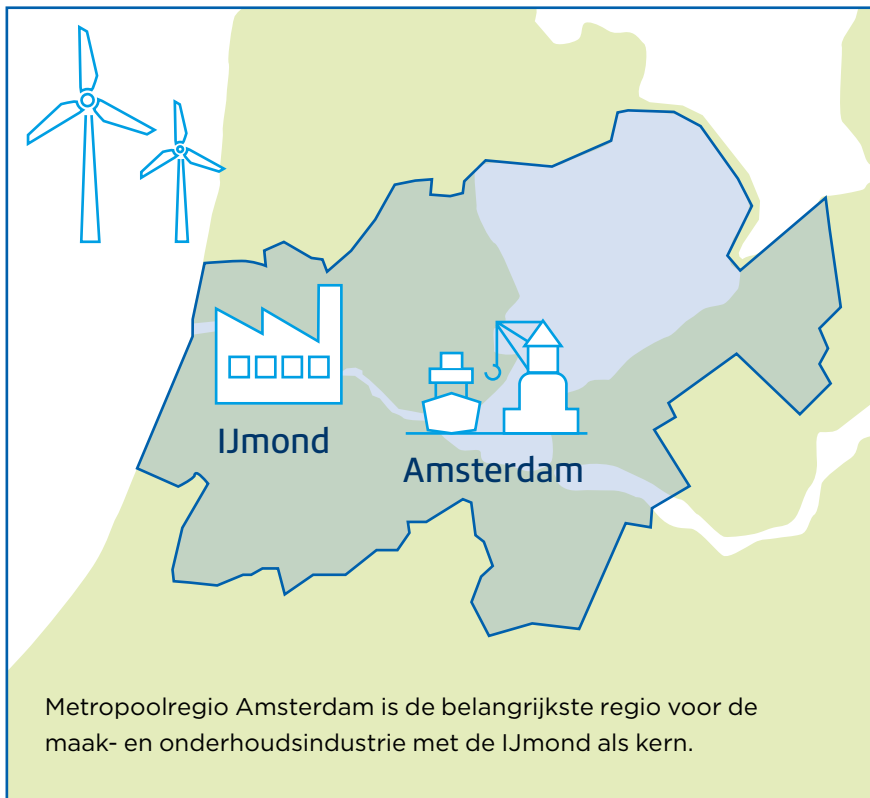 IJmond
Amsterdam
Metropoolregio Amsterdam is de belangrijkste regio voor de
maak- en onderhoudsindustrie met de IJmond als kern.